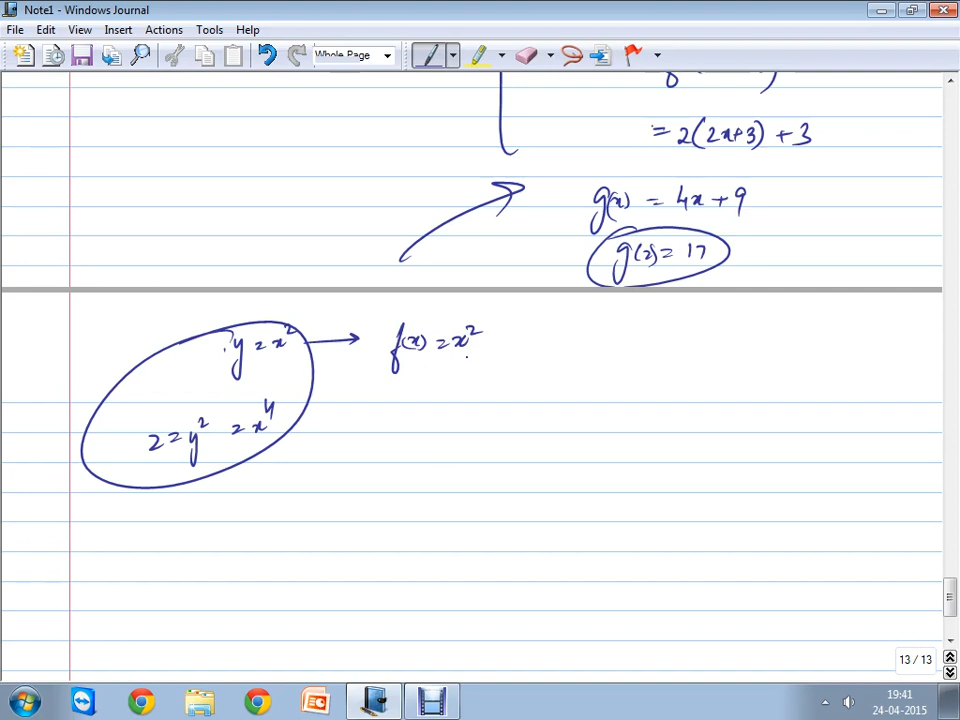 Note1 - Windows Journal
File Edit View Insert Actions Tools Help
Whole Page
= 2(2x+3) + 3
g(x) = 4x + 9
g(2) = 17
y = x²
f(x) = x²
z = y² = x⁴
13 / 13
19:41
24-04-2015